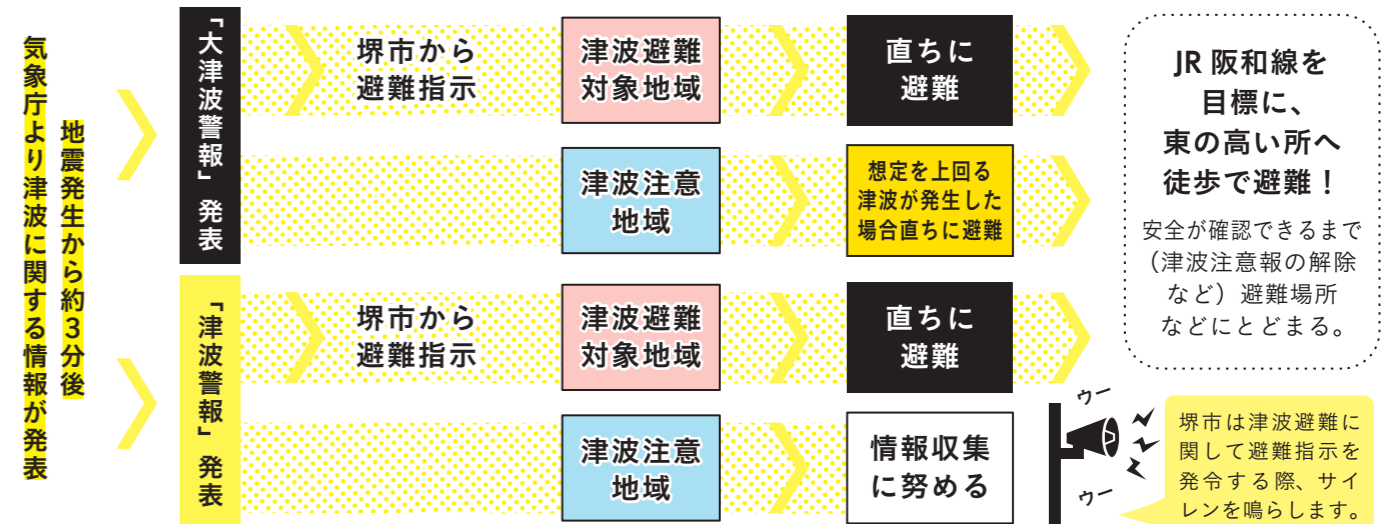 地震発生から約3分後
気象庁より津波に関する情報が発表
「大津波警報」発表
堺市から
避難指示
津波避難
対象地域
直ちに
避難
津波注意
地域
想定を上回る
津波が発生した
場合直ちに避難
JR 阪和線を
目標に、
東の高い所へ
徒歩で避難！
安全が確認できるまで
（津波注意報の解除
など）避難場所
などにとどまる。
「津波警報」発表
堺市から
避難指示
津波避難
対象地域
直ちに
避難
津波注意
地域
情報収集
に努める
ウー
ウー
堺市は津波避難に
関して避難指示を
発令する際、サイ
レンを鳴らします。